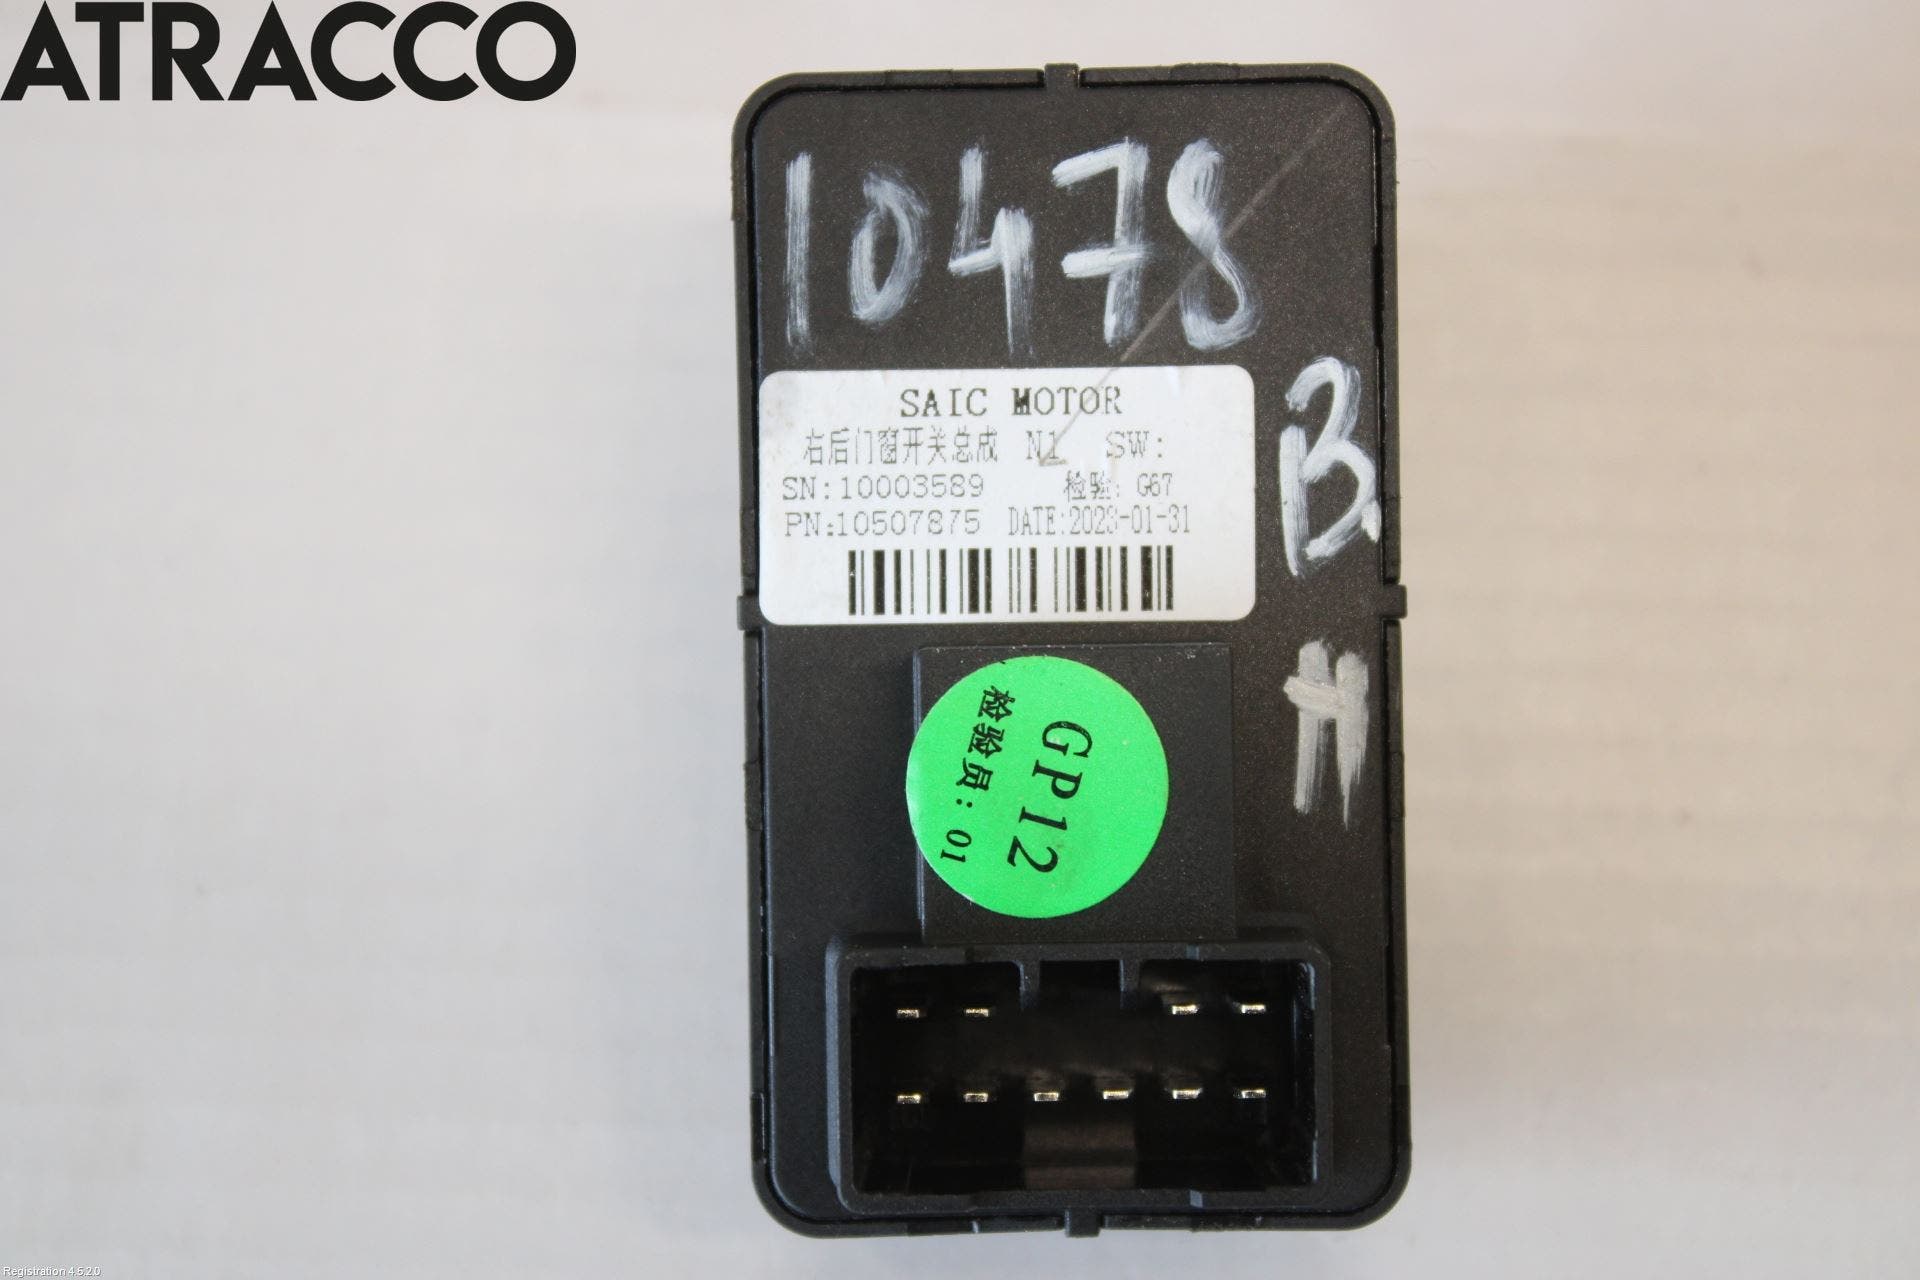 ATRACCO
10478
B
H
SAIC MOTOR
右后门窗开关总成 N1 SW:
SN:10003589 检验: G67
PN:10507875 DATE:2023-01-31
GP12
检验员: 01
Registration 4.5.2.0